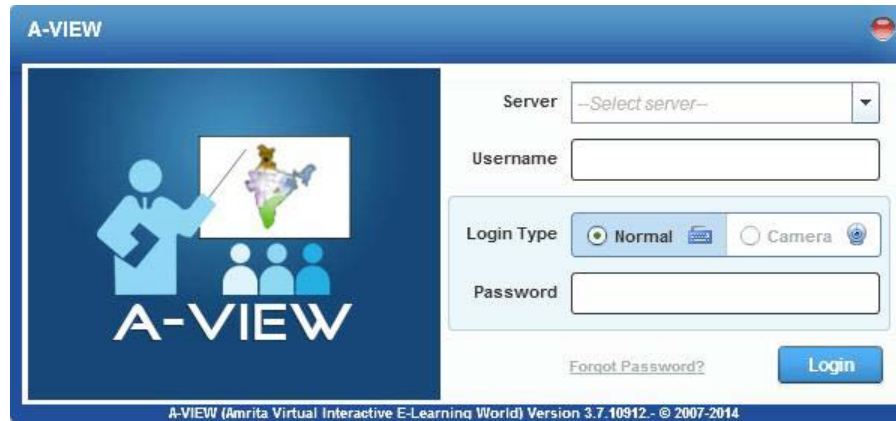 A-VIEW
Server --Select server--
Username
Login Type Normal Camera
Password
A-VIEW
Forgot Password? Login
A-VIEW (Amrita Virtual Interactive E-Learning World) Version 3.7.10912.- © 2007-2014